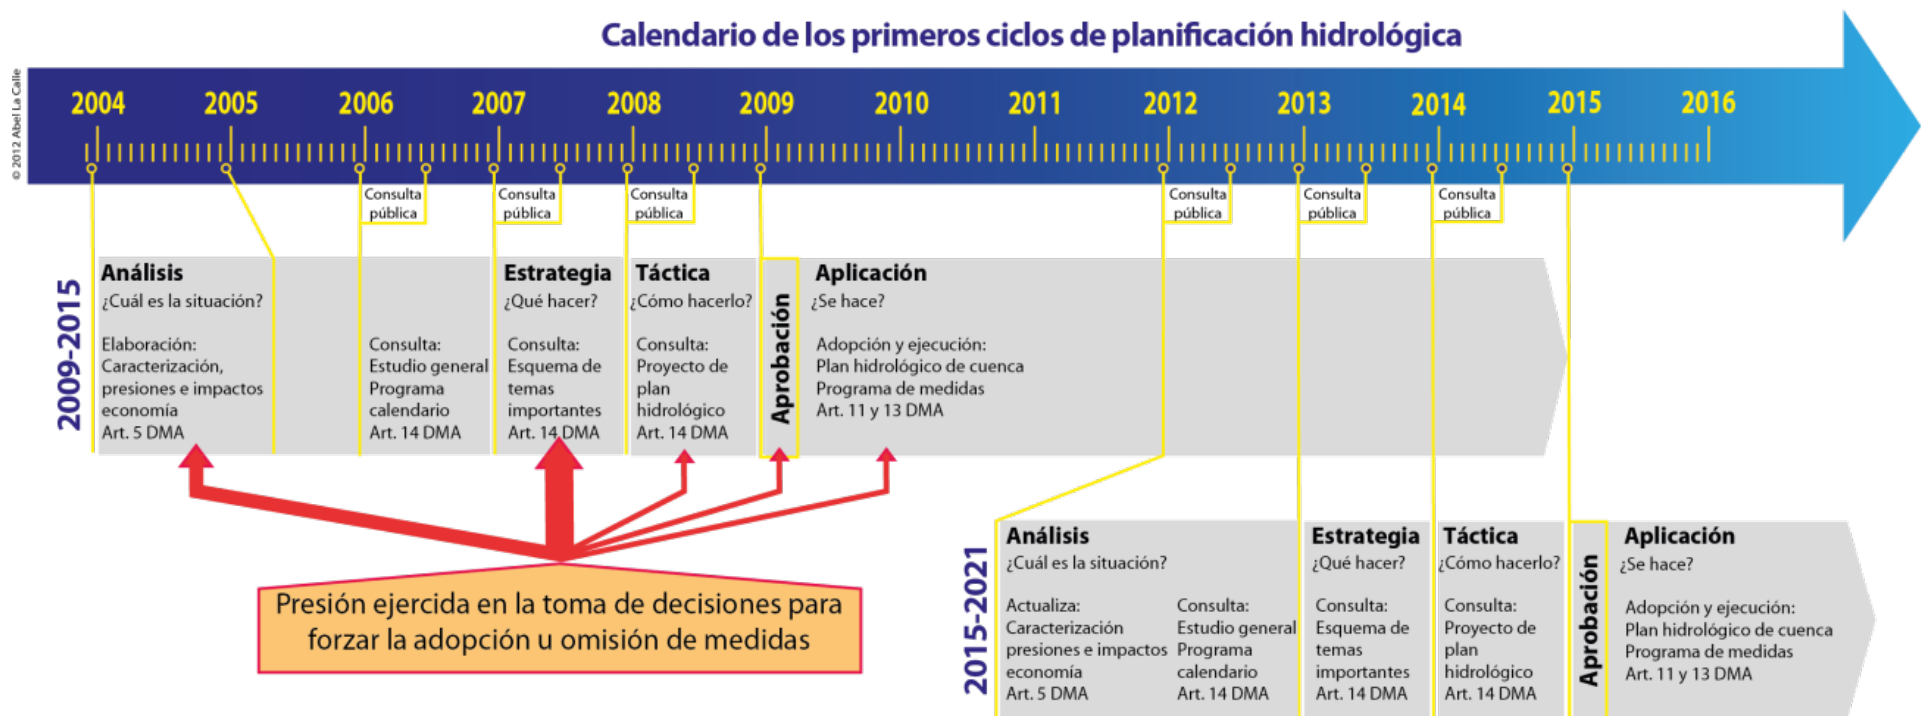 Calendario de los primeros ciclos de planificación hidrológica
© 2012 Abel La Calle
2004 2005 2006 2007 2008 2009 2010 2011 2012 2013 2014 2015 2016
Consulta
pública
Consulta
pública
Consulta
pública
Consulta
pública
Consulta
pública
Consulta
pública
2009-2015
Análisis
¿Cuál es la situación?
Elaboración:
Caracterización,
presiones e impactos
economía
Art. 5 DMA
Consulta:
Estudio general
Programa
calendario
Art. 14 DMA
Estrategia
¿Qué hacer?
Consulta:
Esquema de
temas
importantes
Art. 14 DMA
Táctica
¿Cómo hacerlo?
Consulta:
Proyecto de
plan
hidrológico
Art. 14 DMA
Aprobación
Aplicación
¿Se hace?
Adopción y ejecución:
Plan hidrológico de cuenca
Programa de medidas
Art. 11 y 13 DMA
Presión ejercida en la toma de decisiones para
forzar la adopción u omisión de medidas
2015-2021
Análisis
¿Cuál es la situación?
Actualiza:
Caracterización
presiones e impactos
economía
Art. 5 DMA
Consulta:
Estudio general
Programa
calendario
Art. 14 DMA
Estrategia
¿Qué hacer?
Consulta:
Esquema de
temas
importantes
Art. 14 DMA
Táctica
¿Cómo hacerlo?
Consulta:
Proyecto de
plan
hidrológico
Art. 14 DMA
Aprobación
Aplicación
¿Se hace?
Adopción y ejecución:
Plan hidrológico de cuenca
Programa de medidas
Art. 11 y 13 DMA